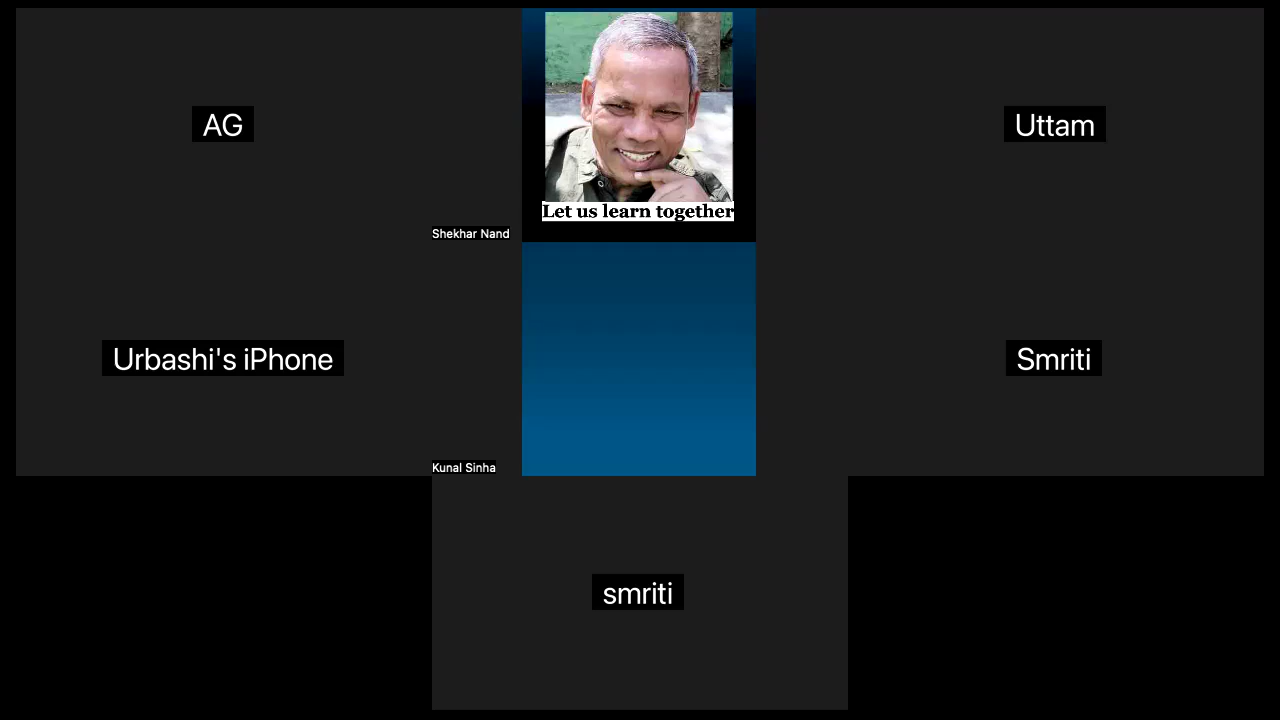 AG
Let us learn together
Shekhar Nand
Uttam
Urbashi's iPhone
Kunal Sinha
Smriti
smriti